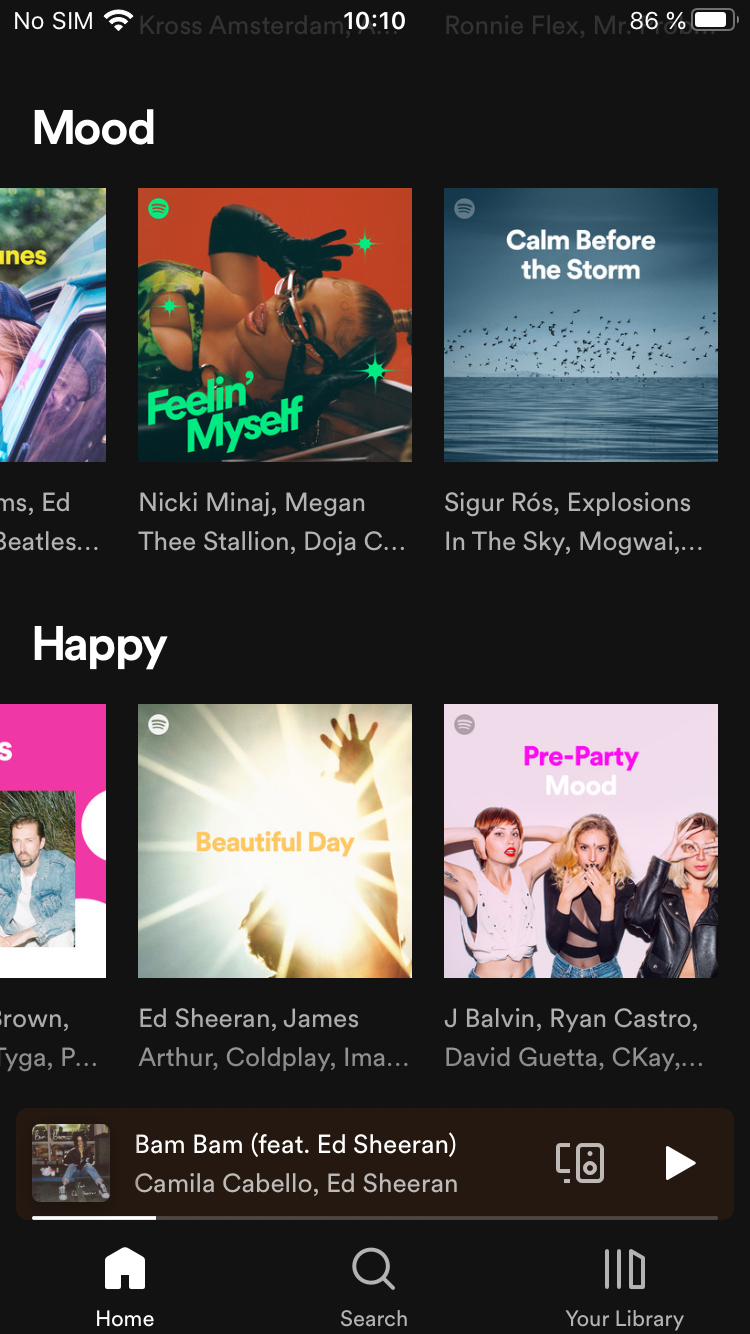 No SIM
10:10
86 %
Kross Amsterdam, A...
Ronnie Flex, Mr. Prob...
Mood
unes
Feelin'
Myself
Calm Before
the Storm
ms, Ed
Beatles...
Nicki Minaj, Megan
Thee Stallion, Doja C...
Sigur Rós, Explosions
In The Sky, Mogwai,...
Happy
s
Beautiful Day
Pre-Party
Mood
Brown,
Tyga, P...
Ed Sheeran, James
Arthur, Coldplay, Ima...
J Balvin, Ryan Castro,
David Guetta, CKay,...
Bam Bam (feat. Ed Sheeran)
Camila Cabello, Ed Sheeran
Home
Search
Your Library